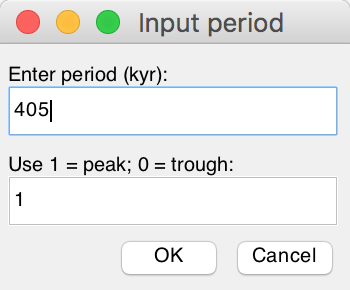 Input period
Enter period (kyr):
405
Use 1 = peak; 0 = trough:
1
OK Cancel